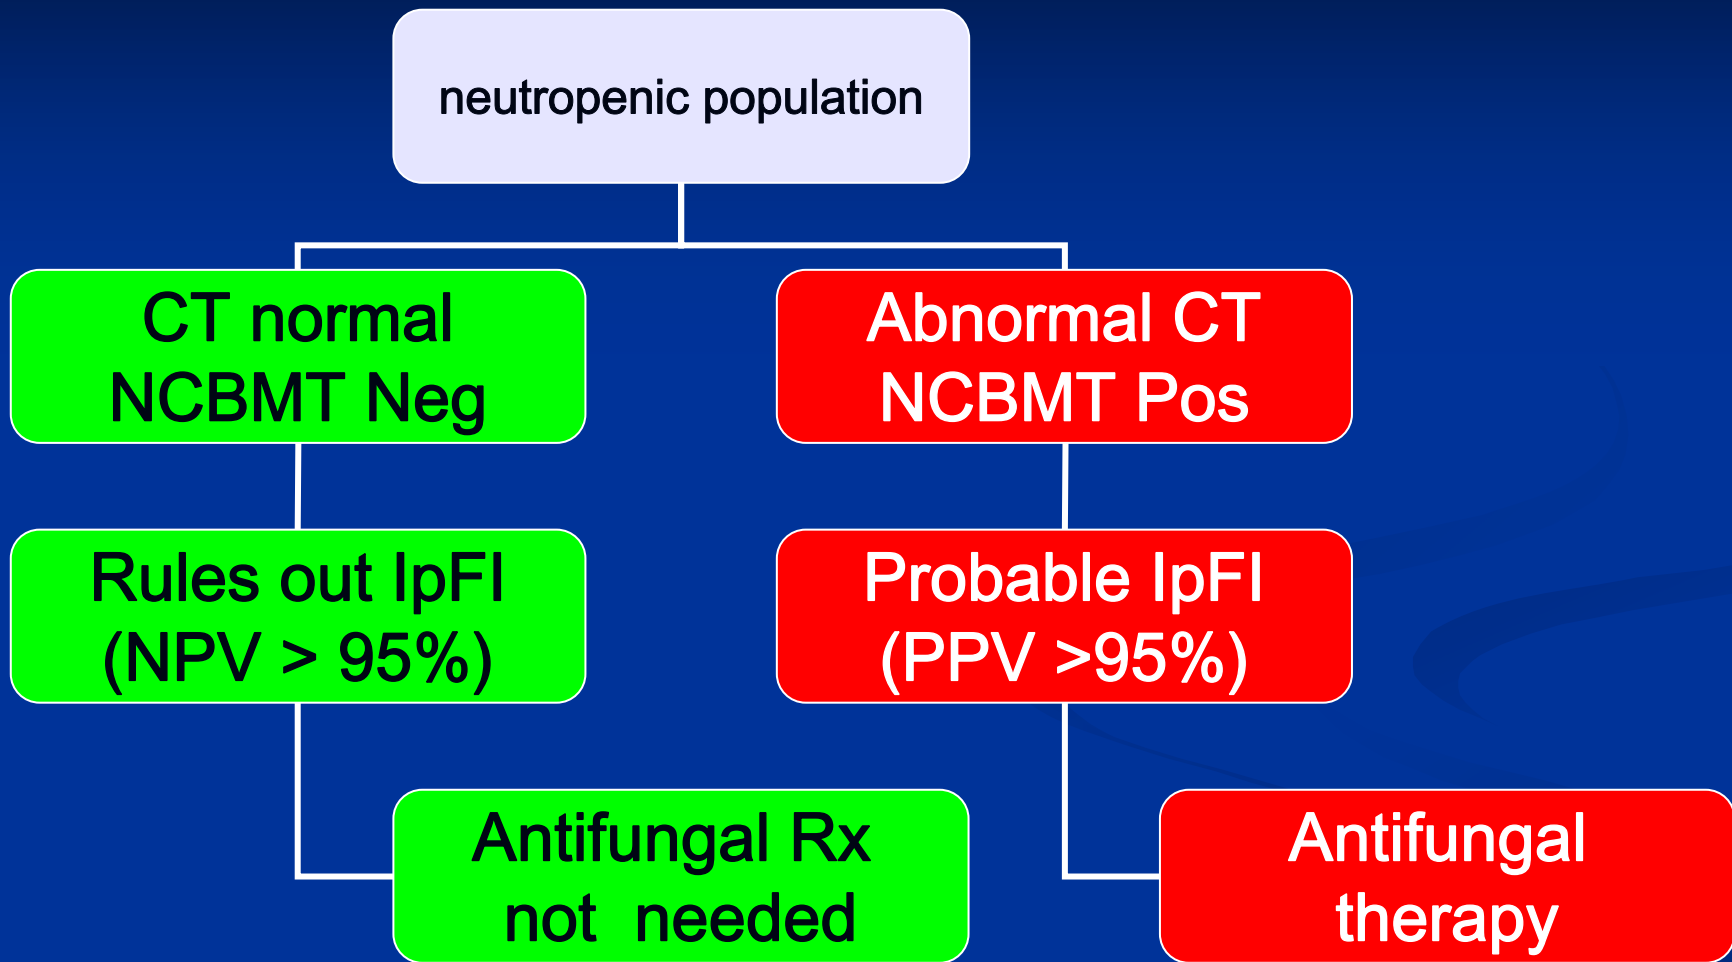 neutropenic population
CT normal
NCBMT Neg
Abnormal CT
NCBMT Pos
Rules out IpFI
(NPV > 95%)
Probable IpFI
(PPV >95%)
Antifungal Rx
not  needed
Antifungal
therapy